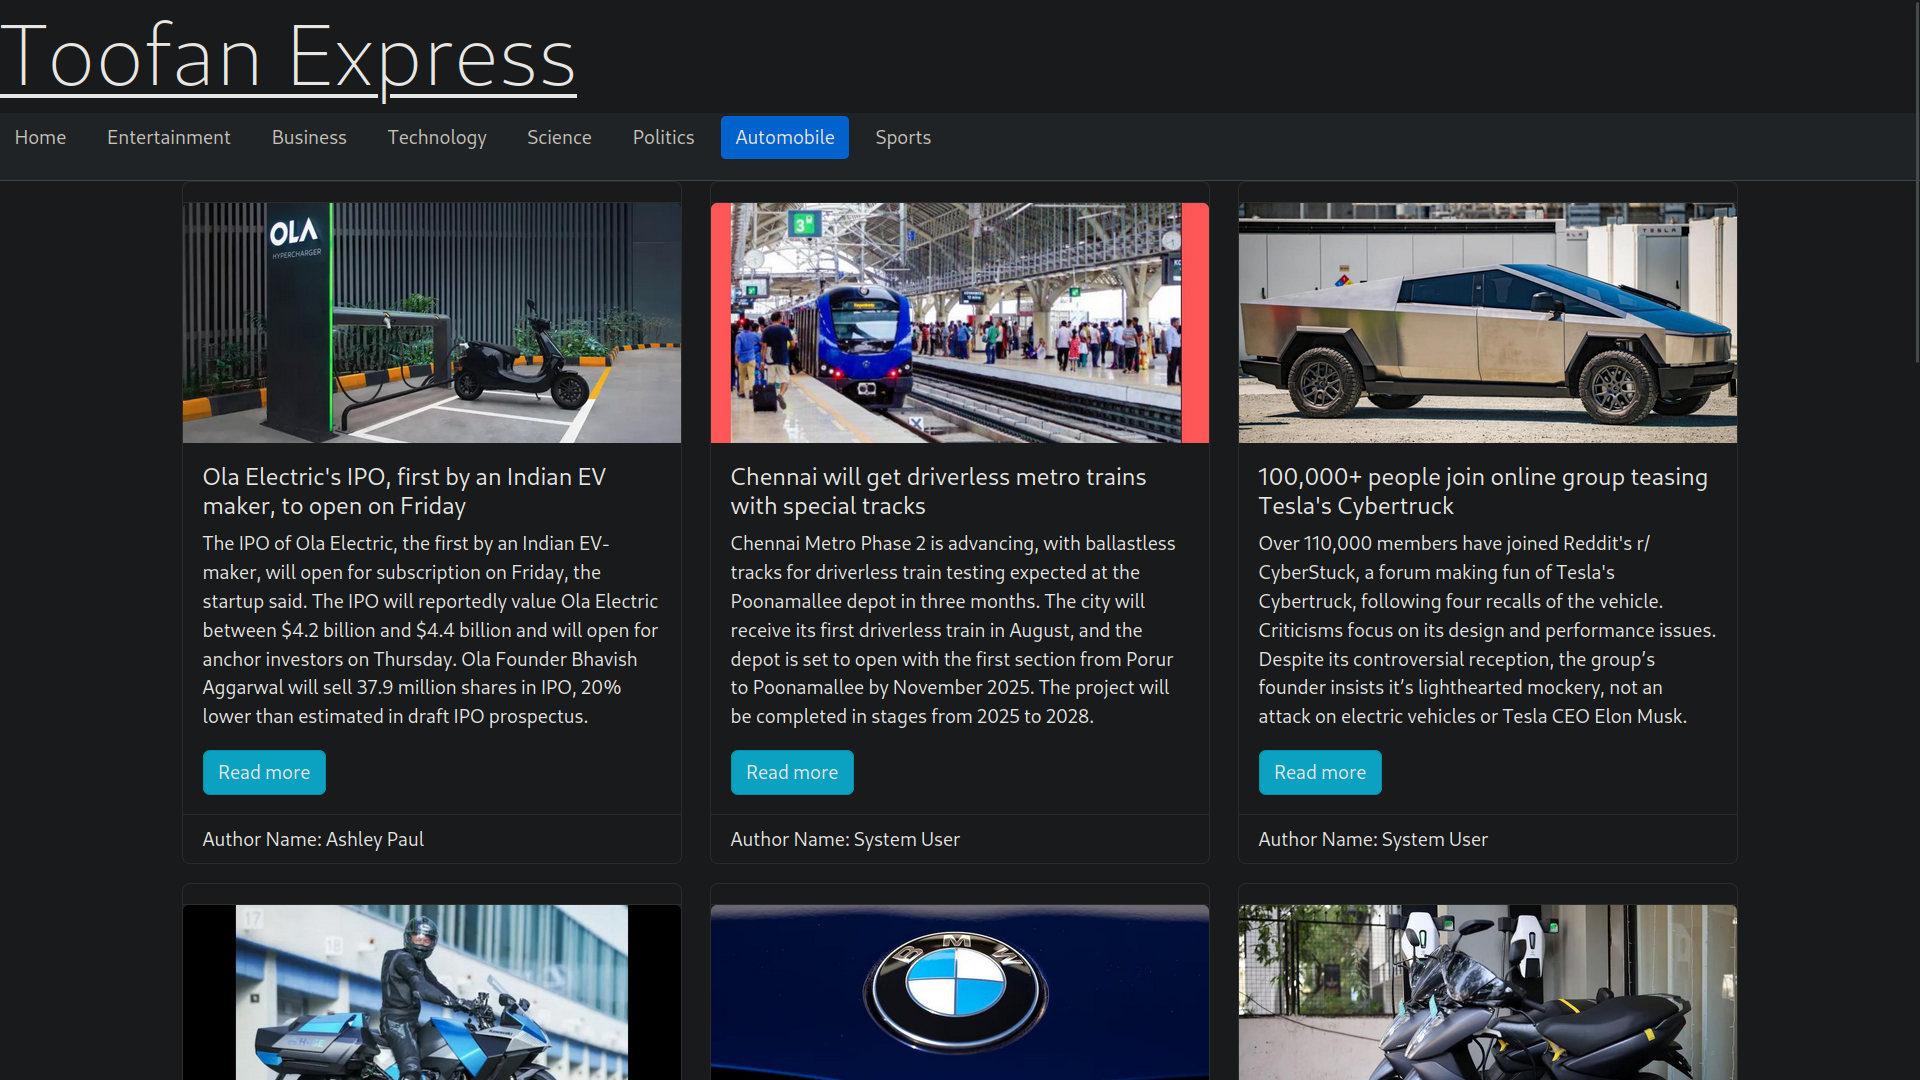 Toofan Express
Home Entertainment Business Technology Science Politics Automobile Sports
OLA
HYPERCHARGER
3
TESLA
Ola Electric's IPO, first by an Indian EV
maker, to open on Friday
The IPO of Ola Electric, the first by an Indian EV-
maker, will open for subscription on Friday, the
startup said. The IPO will reportedly value Ola Electric
between $4.2 billion and $4.4 billion and will open for
anchor investors on Thursday. Ola Founder Bhavish
Aggarwal will sell 37.9 million shares in IPO, 20%
lower than estimated in draft IPO prospectus.
Read more
Author Name: Ashley Paul
Chennai will get driverless metro trains
with special tracks
Chennai Metro Phase 2 is advancing, with ballastless
tracks for driverless train testing expected at the
Poonamallee depot in three months. The city will
receive its first driverless train in August, and the
depot is set to open with the first section from Porur
to Poonamallee by November 2025. The project will
be completed in stages from 2025 to 2028.
Read more
Author Name: System User
100,000+ people join online group teasing
Tesla's Cybertruck
Over 110,000 members have joined Reddit's r/
CyberStuck, a forum making fun of Tesla's
Cybertruck, following four recalls of the vehicle.
Criticisms focus on its design and performance issues.
Despite its controversial reception, the group’s
founder insists it’s lighthearted mockery, not an
attack on electric vehicles or Tesla CEO Elon Musk.
Read more
Author Name: System User
17
18
BMW